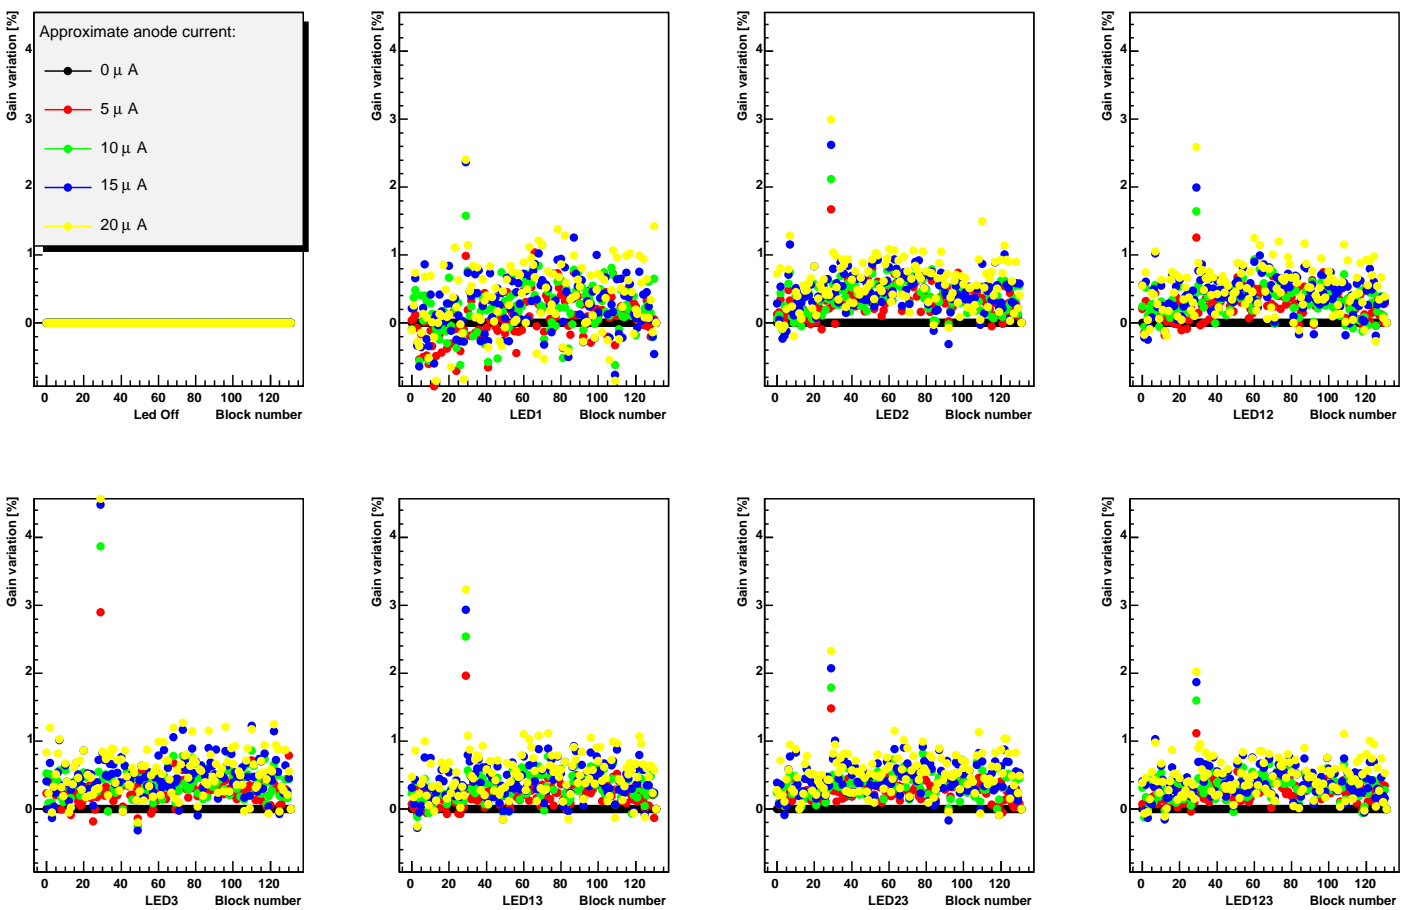 Gain variation [%]
Approximate anode current:
0 μ A
5 μ A
10 μ A
15 μ A
20 μ A
4
3
2
1
0
0 20 40 60 80 100 120
Led Off Block number
Gain variation [%]
4
3
2
1
0
0 20 40 60 80 100 120
LED1 Block number
Gain variation [%]
4
3
2
1
0
0 20 40 60 80 100 120
LED2 Block number
Gain variation [%]
4
3
2
1
0
0 20 40 60 80 100 120
LED12 Block number
Gain variation [%]
4
3
2
1
0
0 20 40 60 80 100 120
LED3 Block number
Gain variation [%]
4
3
2
1
0
0 20 40 60 80 100 120
LED13 Block number
Gain variation [%]
4
3
2
1
0
0 20 40 60 80 100 120
LED23 Block number
Gain variation [%]
4
3
2
1
0
0 20 40 60 80 100 120
LED123 Block number